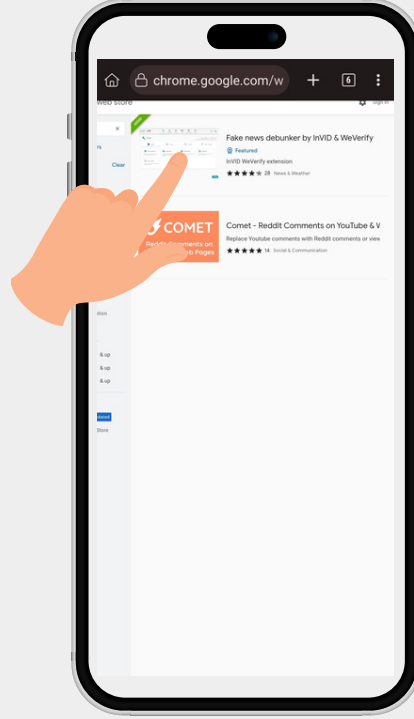 chrome.google.com/w
6
web store
Sign in
Clear
Fake news debunker by InVID & WeVerify
Featured
InVID WeVerify extension
28 News & Weather
COMET
Reddit Comments on
Web Pages
Comet - Reddit Comments on YouTube & V
Replace Youtube comments with Reddit comments or view
14 Social & Communication
& up
& up
& up
Store